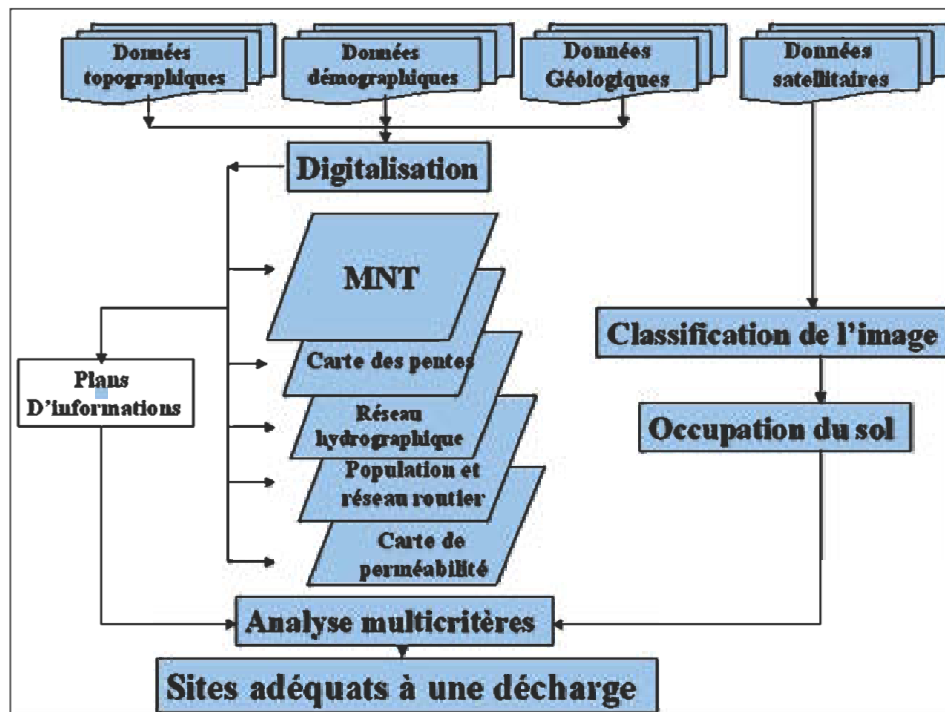 Données
topographiques
Données
démographiques
Données
Géologiques
Données
satellitaires
Digitalisation
MNT
Carte des pentes
Réseau
hydrographique
Population et
réseau routier
Carte de
perméabilité
Plans
D'informations
Classification de l'image
Occupation du sol
Analyse multicritères
Sites adéquats à une décharge